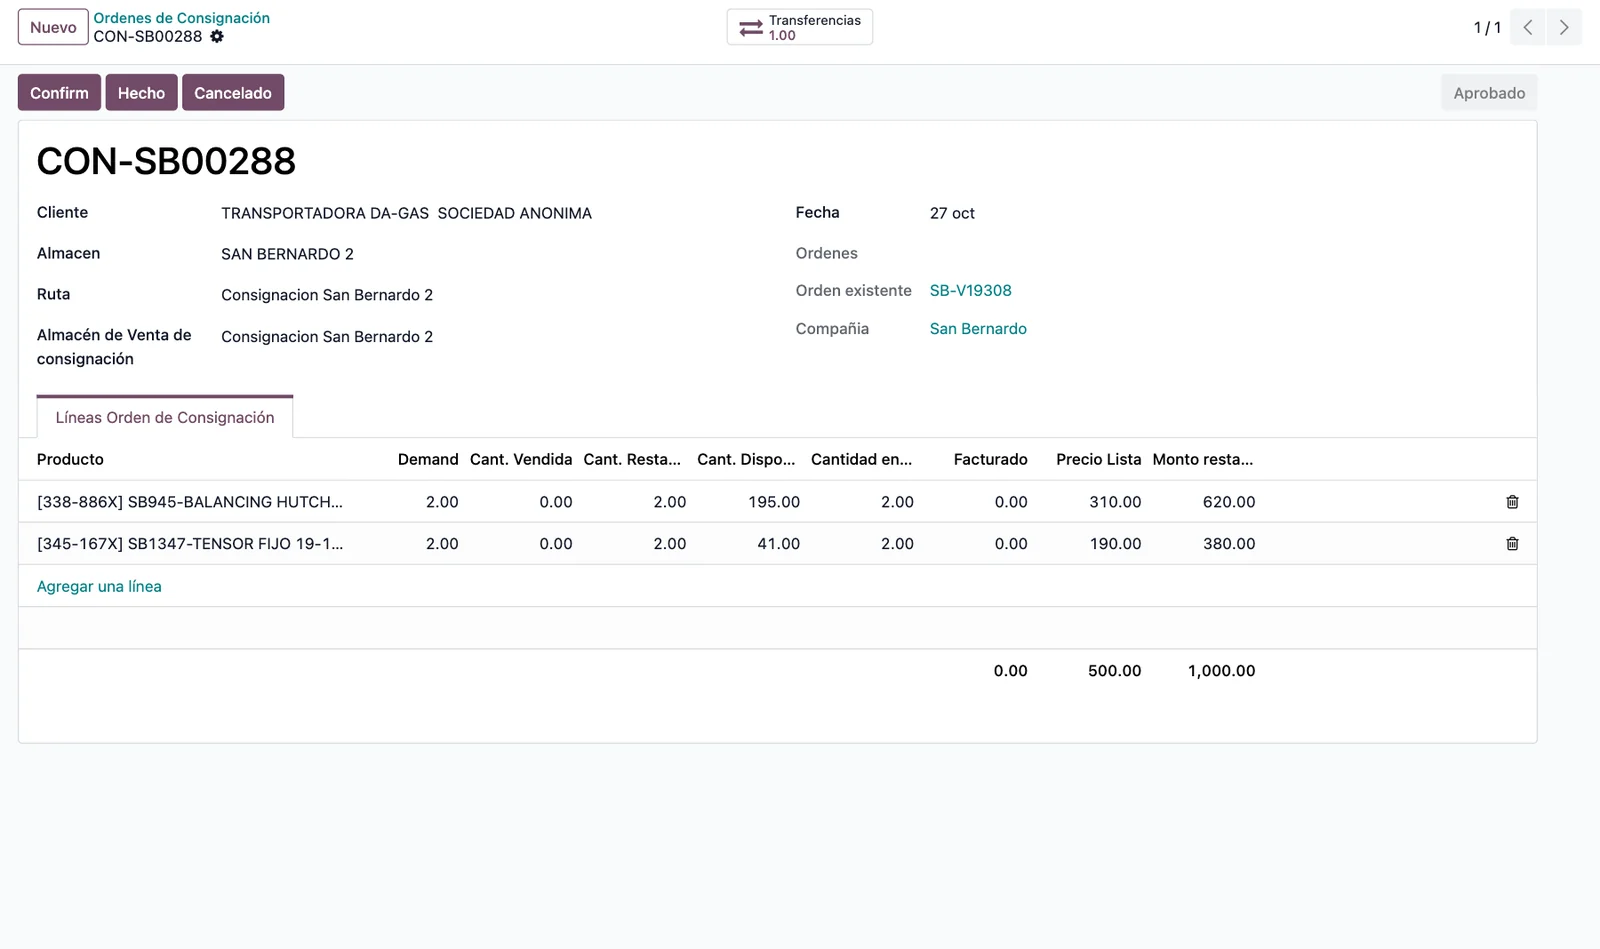 Nuevo
Ordenes de Consignación
CON-SB00288
Transferencias
1.00
1 / 1
Confirm
Hecho
Cancelado
Aprobado
CON-SB00288
Cliente TRANSPORTADORA DA-GAS SOCIEDAD ANONIMA
Fecha 27 oct
Almacen SAN BERNARDO 2
Ordenes
Ruta Consignacion San Bernardo 2
Orden existente SB-V19308
Almacén de Venta de
consignación
Consignacion San Bernardo 2
Compañia San Bernardo
Líneas Orden de Consignación
Producto Demand Cant. Vendida Cant. Resta... Cant. Dispo... Cantidad en... Facturado Precio Lista Monto resta...
[338-886X] SB945-BALANCING HUTCH... 2.00 0.00 2.00 195.00 2.00 0.00 310.00 620.00
[345-167X] SB1347-TENSOR FIJO 19-1... 2.00 0.00 2.00 41.00 2.00 0.00 190.00 380.00
Agregar una línea
0.00 500.00 1,000.00